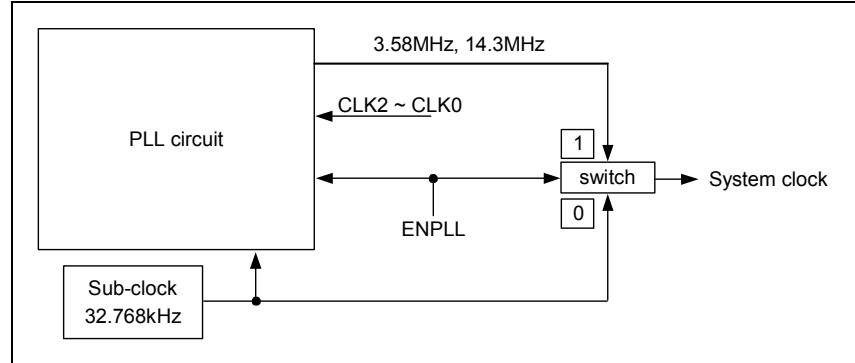 3.58MHz, 14.3MHz
CLK2 ~ CLK0
PLL circuit
1
switch
System clock
0
ENPLL
Sub-clock
32.768kHz